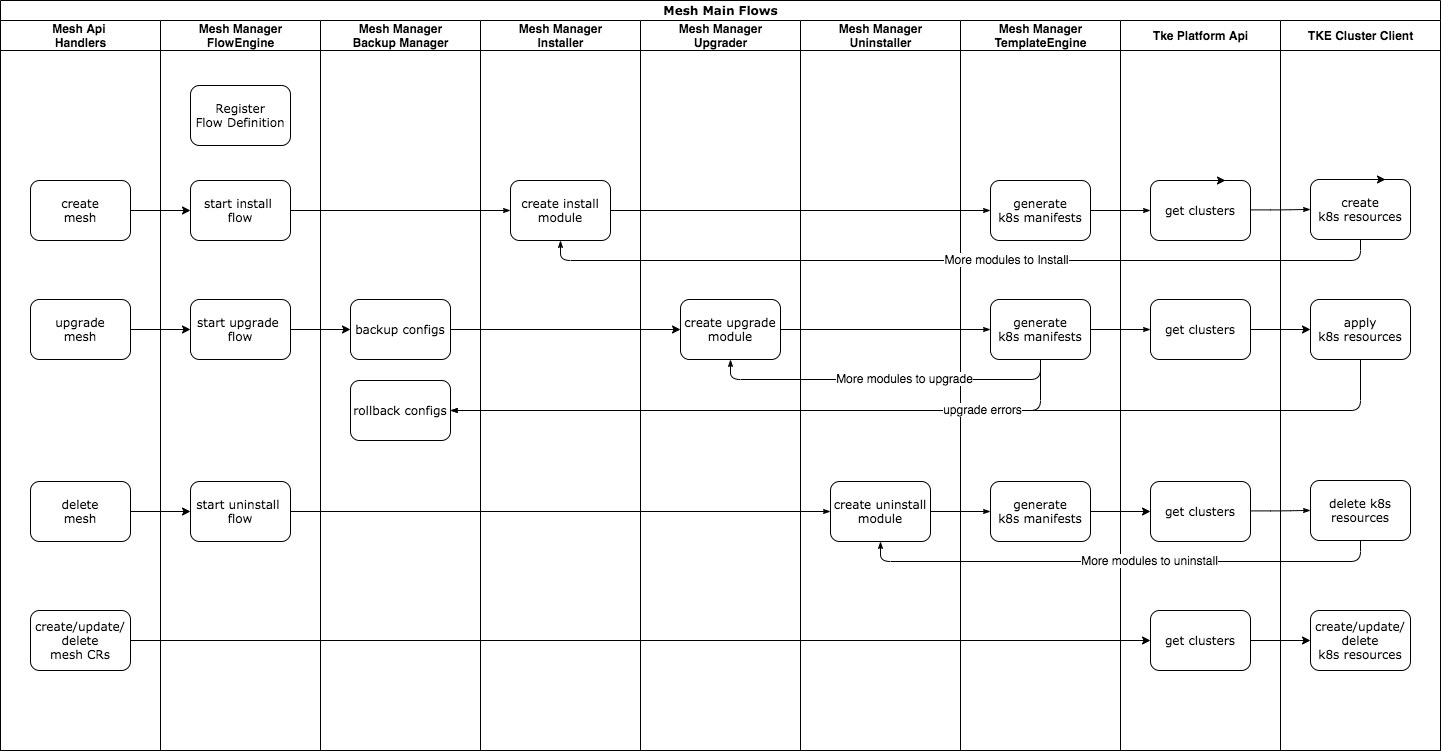 Mesh Main Flows
Mesh Api
Handlers
Mesh Manager
FlowEngine
Mesh Manager
Backup Manager
Mesh Manager
Installer
Mesh Manager
Upgrader
Mesh Manager
Uninstaller
Mesh Manager
TemplateEngine
Tke Platform Api
TKE Cluster Client
Register
Flow Definition
create
mesh
start install
flow
create install
module
generate
k8s manifests
get clusters
create
k8s resources
More modules to Install
upgrade
mesh
start upgrade
flow
backup configs
create upgrade
module
generate
k8s manifests
get clusters
apply
k8s resources
More modules to upgrade
rollback configs
upgrade errors
delete
mesh
start uninstall
flow
create uninstall
module
generate
k8s manifests
get clusters
delete k8s
resources
More modules to uninstall
create/update/
delete
mesh CRs
get clusters
create/update/
delete
k8s resources